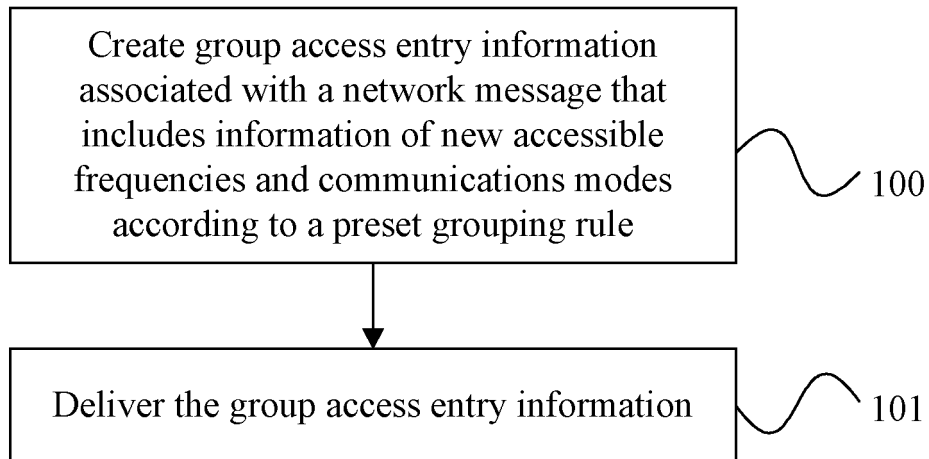 Create group access entry information
associated with a network message that
includes information of new accessible
frequencies and communications modes
according to a preset grouping rule
100
Deliver the group access entry information
101